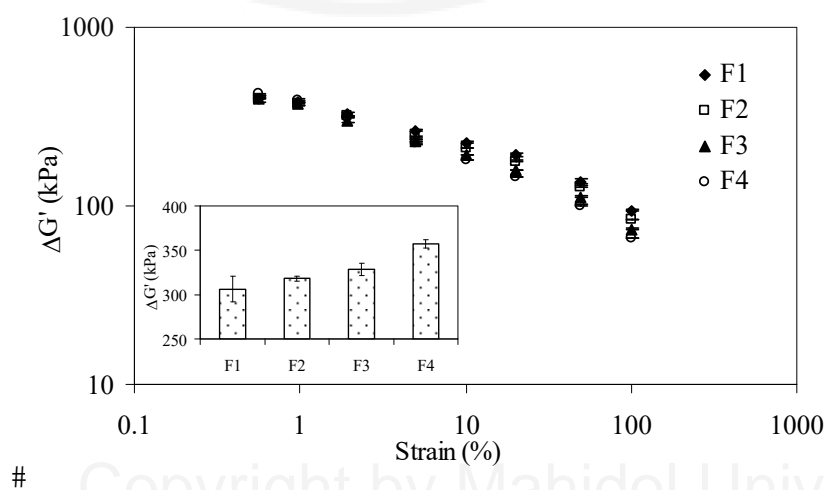 1000
F1
F2
F3
F4
100
10
ΔG' (kPa)
0.1 1 10 100 1000
Strain (%)
400
350
300
250
ΔG' (kPa)
F1 F2 F3 F4
#
Copyright by Mahidol Univ